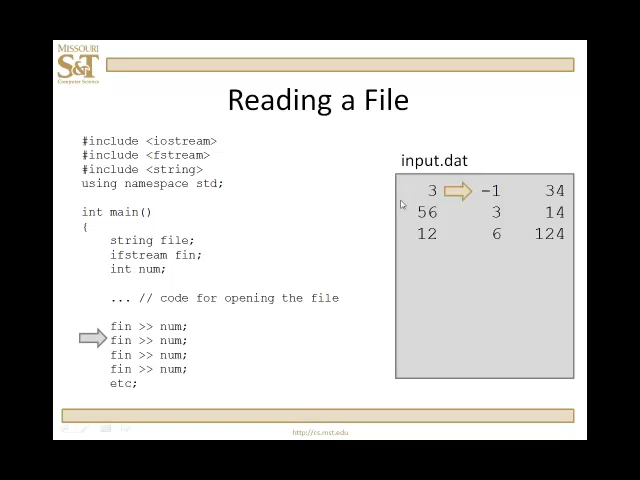 MISSOURI
S&T
Computer Science
Reading a File
#include <iostream>
#include <fstream>
#include <string>
using namespace std;
int main()
{
string file;
ifstream fin;
int num;
... // code for opening the file
fin >> num;
fin >> num;
fin >> num;
fin >> num;
etc;
input.dat
3 -1 34
56 3 14
12 6 124
http://cs.mst.edu